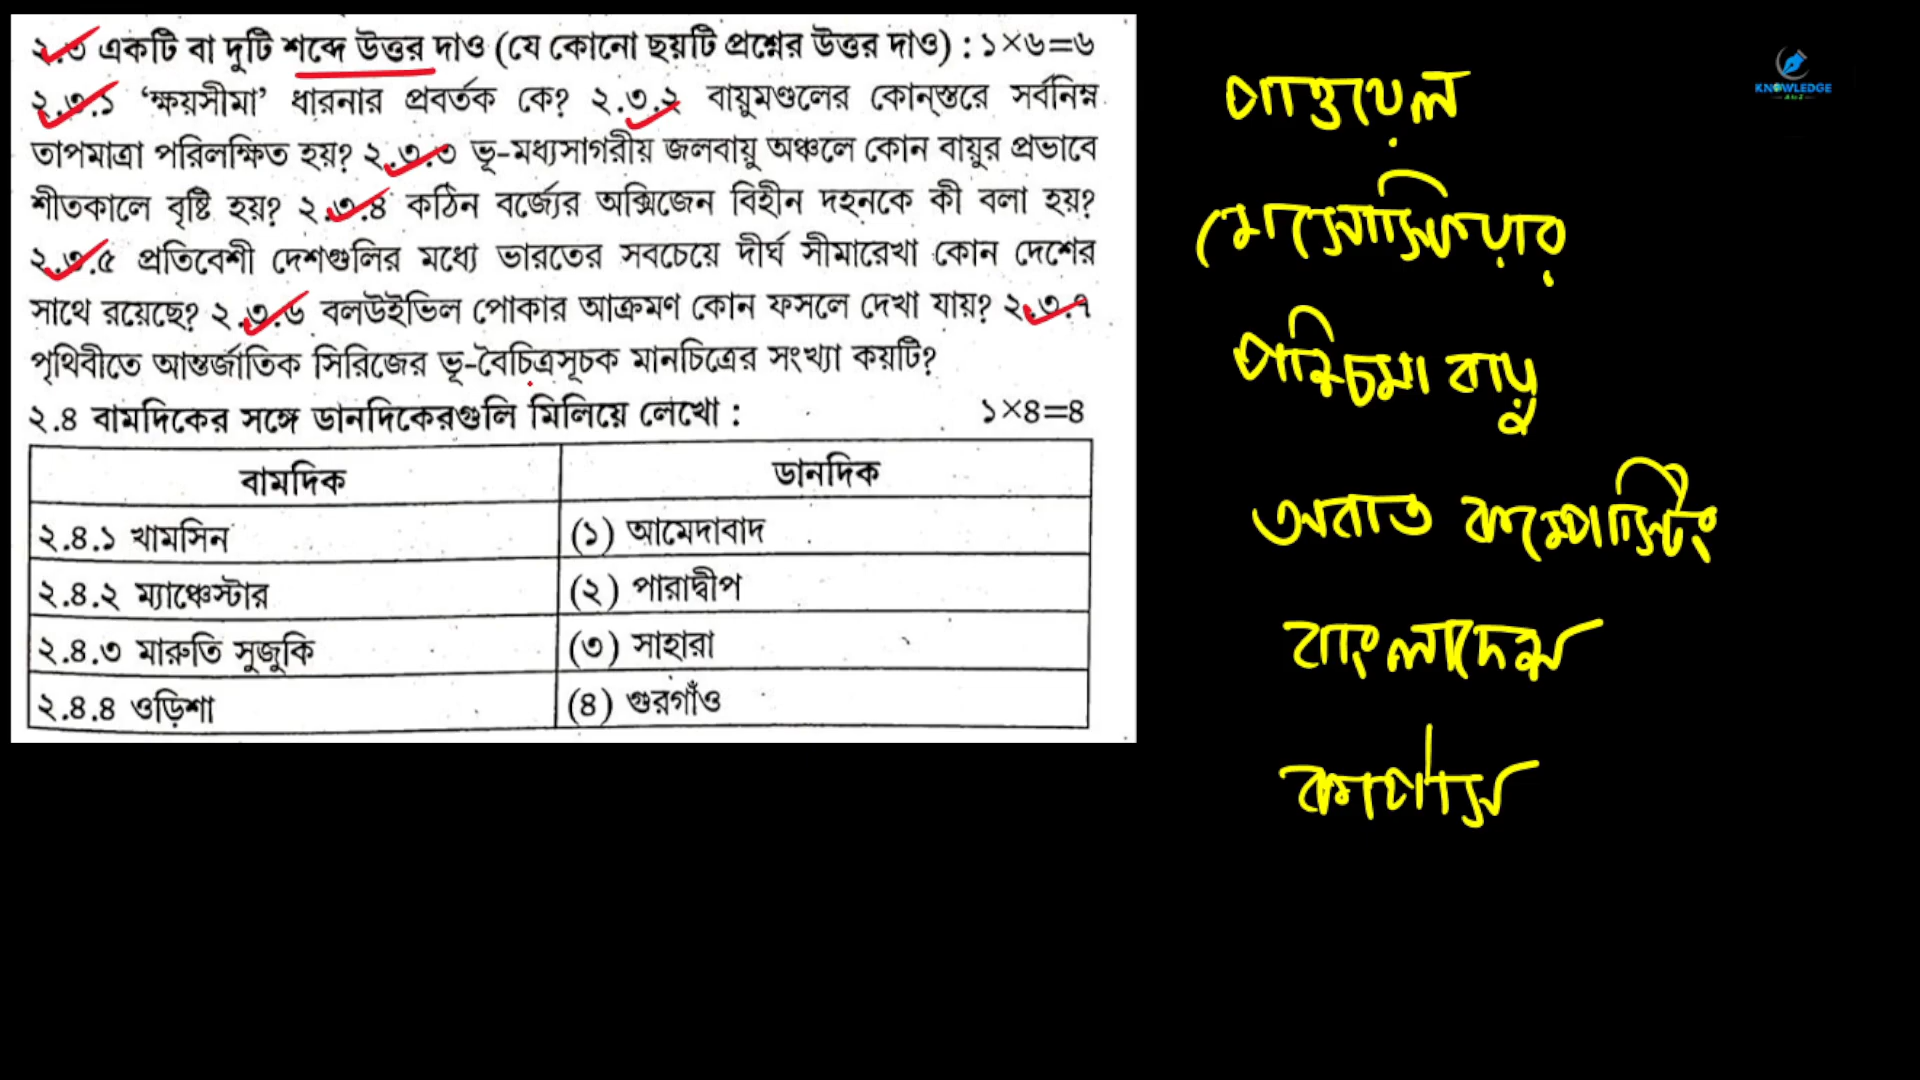 ২.৩ একটি বা দুটি শব্দে উত্তর দাও (যে কোনো ছয়টি প্রশ্নের উত্তর দাও) : ১×৬=৬
২.৩.১ ‘ক্ষয়সীমা’ ধারনার প্রবর্তক কে? ২.৩.২ বায়ুমণ্ডলের কোন্‌স্তরে সর্বনিম্ন
তাপমাত্রা পরিলক্ষিত হয়? ২.৩.৩ ভূ-মধ্যসাগরীয় জলবায়ু অঞ্চলে কোন বায়ুর প্রভাবে
শীতকালে বৃষ্টি হয়? ২.৩.৪ কঠিন বর্জ্যের অক্সিজেন বিহীন দহনকে কী বলা হয়?
২.৩.৫ প্রতিবেশী দেশগুলির মধ্যে ভারতের সবচেয়ে দীর্ঘ সীমারেখা কোন দেশের
সাথে রয়েছে? ২.৩.৬ বলউইভিল পোকার আক্রমণ কোন ফসলে দেখা যায়? ২.৩.৭
পৃথিবীতে আন্তর্জাতিক সিরিজের ভূ-বৈচিত্রসূচক মানচিত্রের সংখ্যা কয়টি?
২.৪ বামদিকের সঙ্গে ডানদিকেরগুলি মিলিয়ে লেখো : ১×৪=৪
বামদিক ডানদিক
২.৪.১ খামসিন (১) আমেদাবাদ
২.৪.২ ম্যাঞ্চেস্টার (২) পারাদ্বীপ
২.৪.৩ মারুতি সুজুকি (৩) সাহারা
২.৪.৪ ওড়িশা (৪) গুরগাঁও
পাওয়েল
মেসোস্ফিয়ার
পশ্চিমা বায়ু
অবাত কম্পোস্টিং
বাংলাদেশ
কার্পাস
KNOWLEDGE